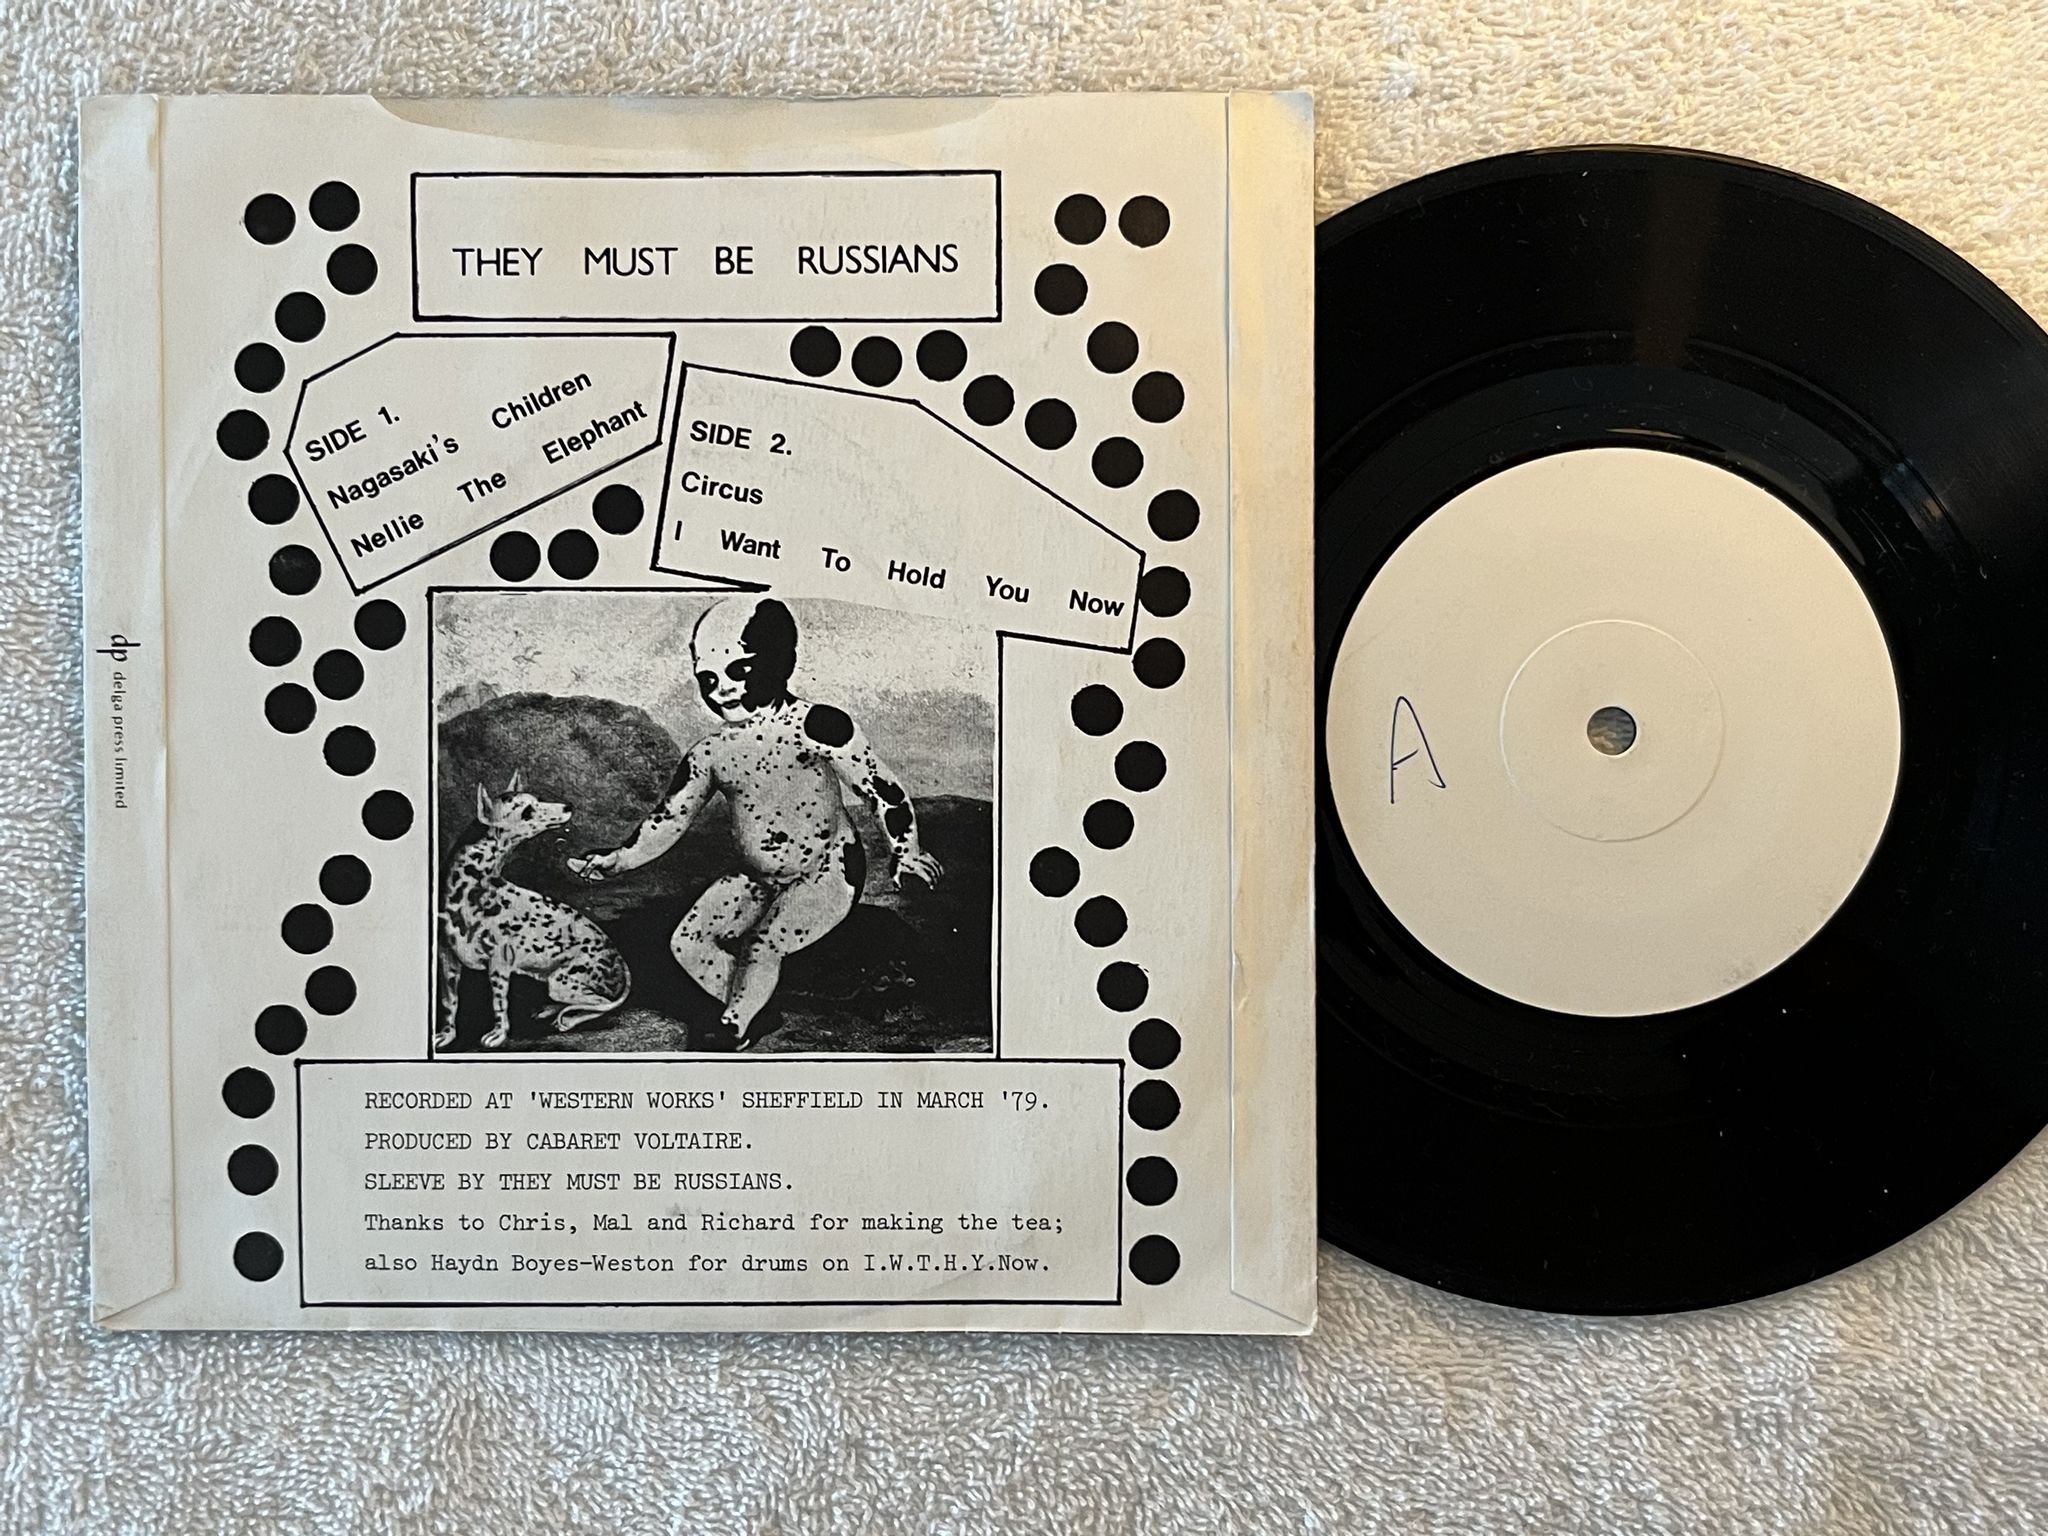 THEY MUST BE RUSSIANS
SIDE 1.
Nagasaki's Children
Nellie The Elephant
SIDE 2.
Circus
I Want To Hold You Now
RECORDED AT 'WESTERN WORKS' SHEFFIELD IN MARCH '79.
PRODUCED BY CABARET VOLTAIRE.
SLEEVE BY THEY MUST BE RUSSIANS.
Thanks to Chris, Mal and Richard for making the tea;
also Haydn Boyes-Weston for drums on I.W.T.H.Y.Now.
dp delga press limited
A